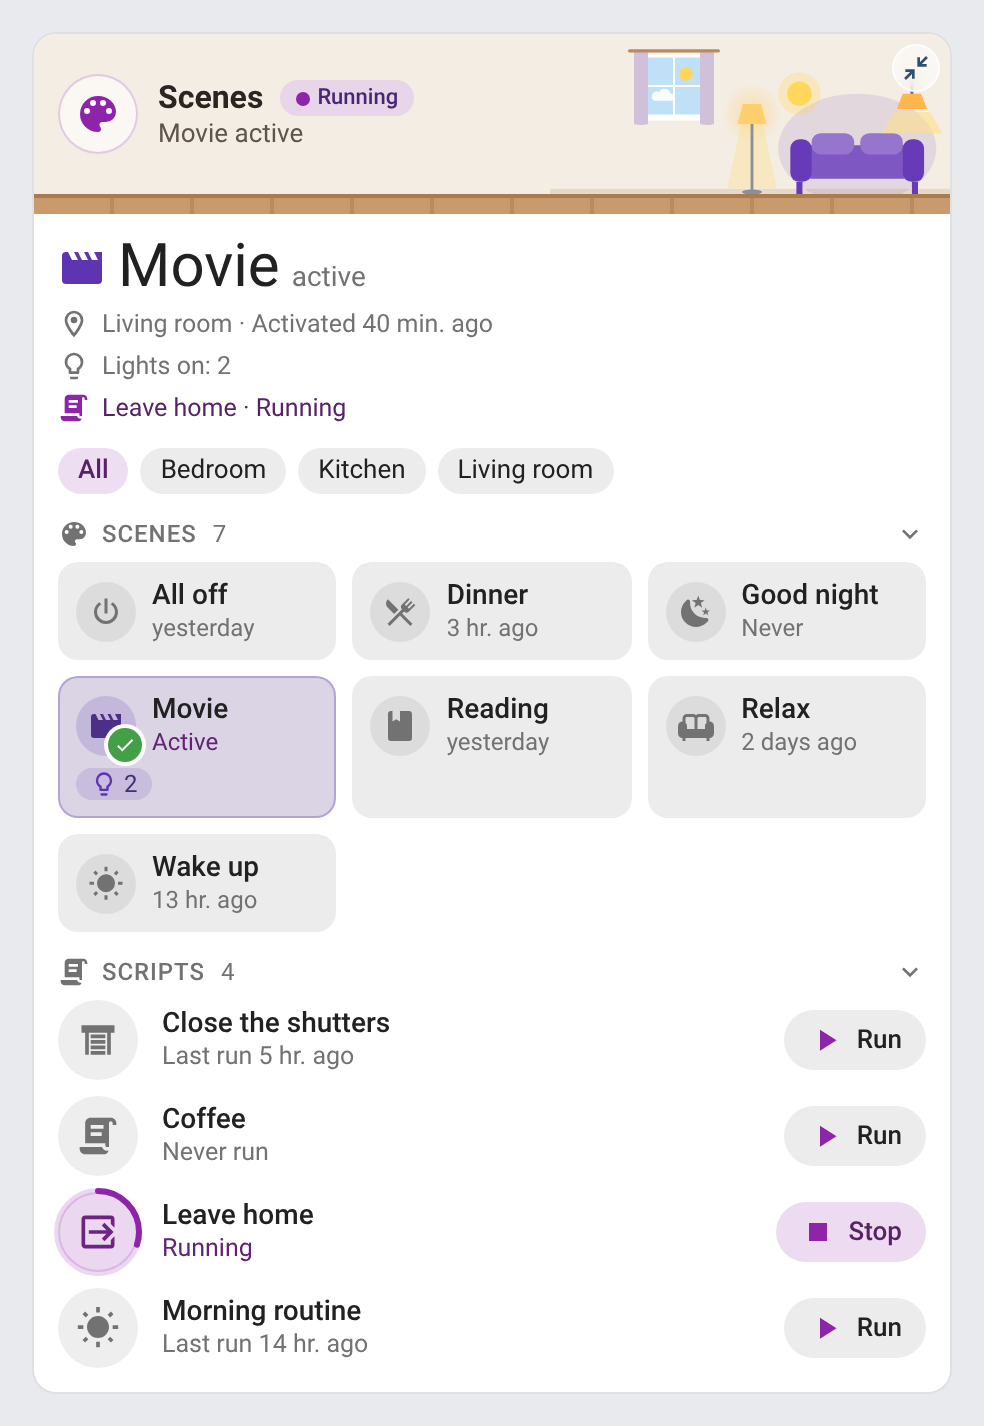 Scenes
Running
Movie active
Movie active
Living room · Activated 40 min. ago
Lights on: 2
Leave home · Running
All
Bedroom
Kitchen
Living room
SCENES 7
All off
yesterday
Dinner
3 hr. ago
Good night
Never
Movie
Active
2
Reading
yesterday
Relax
2 days ago
Wake up
13 hr. ago
SCRIPTS 4
Close the shutters
Last run 5 hr. ago
Run
Coffee
Never run
Run
Leave home
Running
Stop
Morning routine
Last run 14 hr. ago
Run